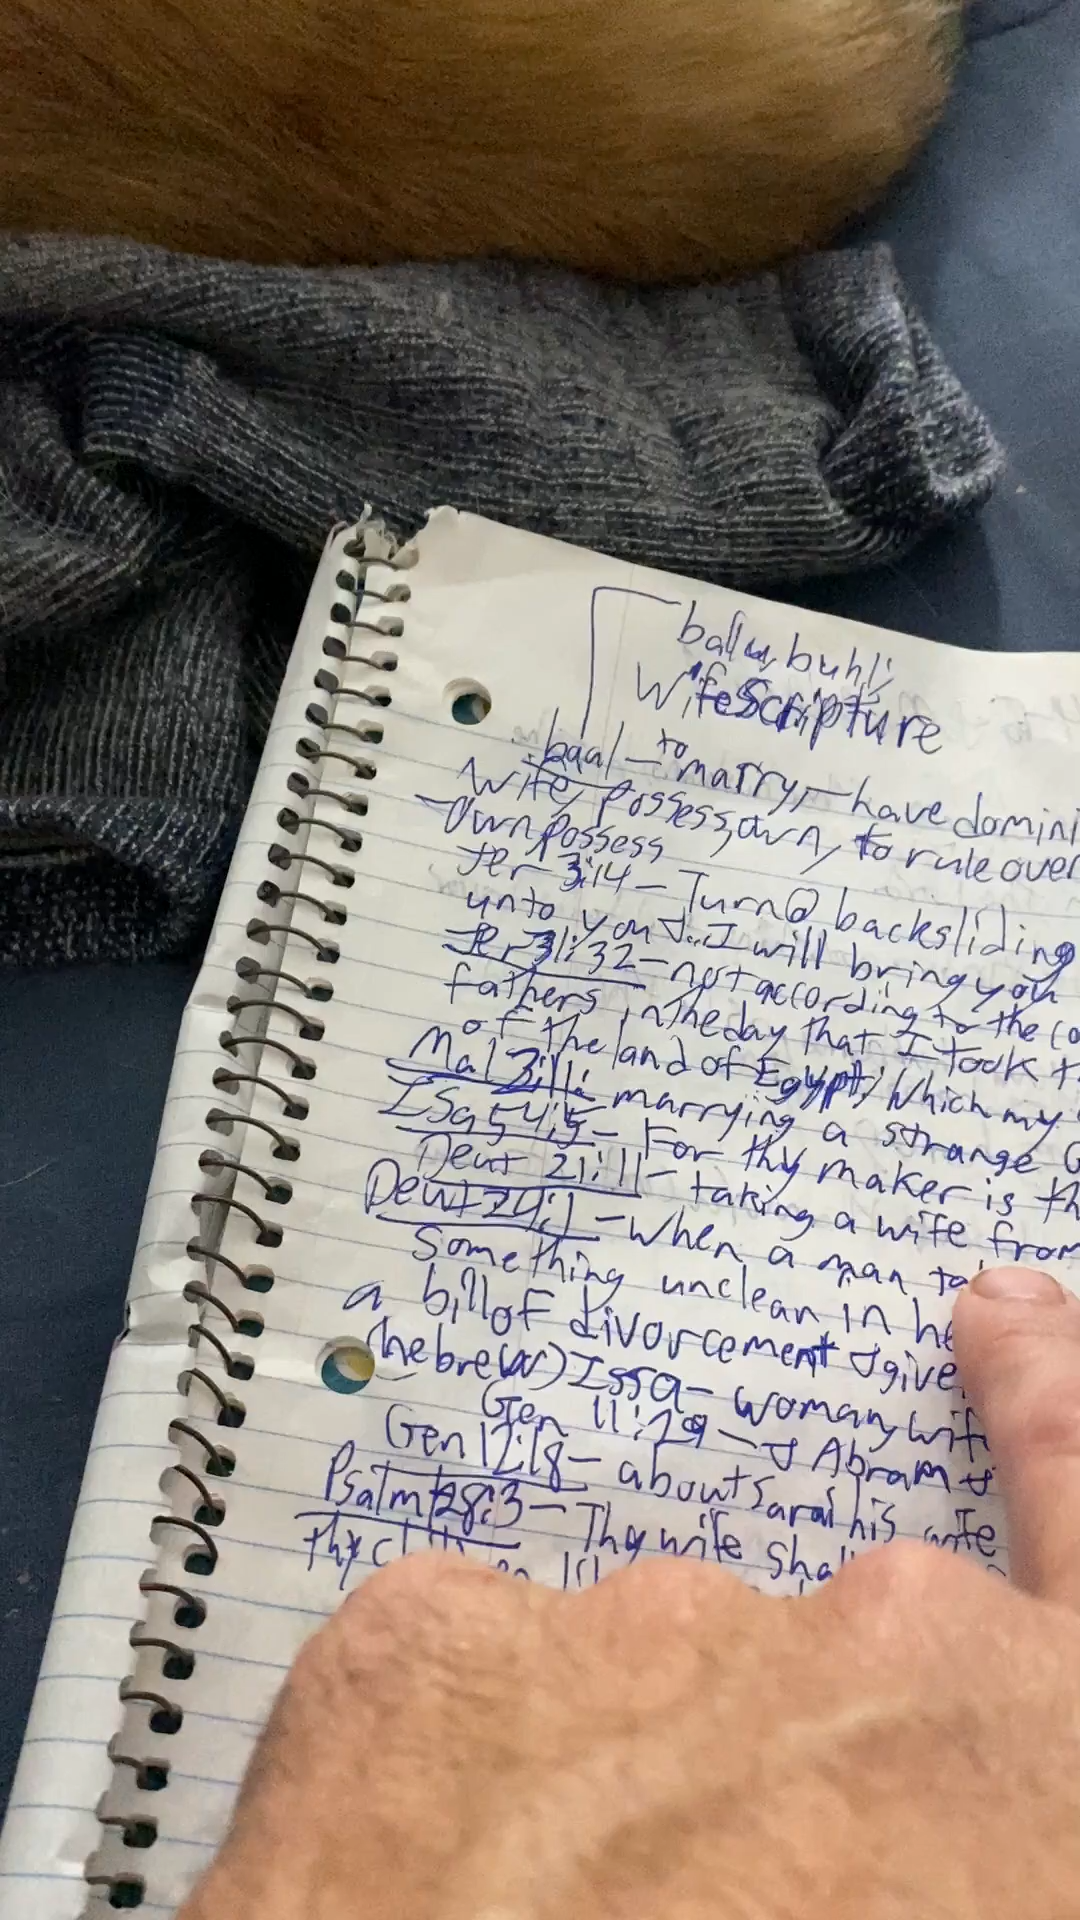 buhli
Wife Scripture
baal - to marry, - have domini
Wife, possess, own, to rule over
- own, possess
Jer 3:14 - Turn O backsliding
unto you & I will bring you
Jer 31:32 - not according to the co
fathers in the day that I took t
of the land of Egypt, Which my
Mal 2:11: marrying a strange G
Isa 54:5 - For thy maker is th
Deut 21:11 - taking a wife from
Deut 24:1 - When a man ta
Something unclean in he
a bill of divorcement & give
(hebrew) Issa - woman, wif
Gen 11:29 - & Abram &
Gen 12:18 - about Sarai his wife
Psalm 128:3 - Thy wife shal
thy